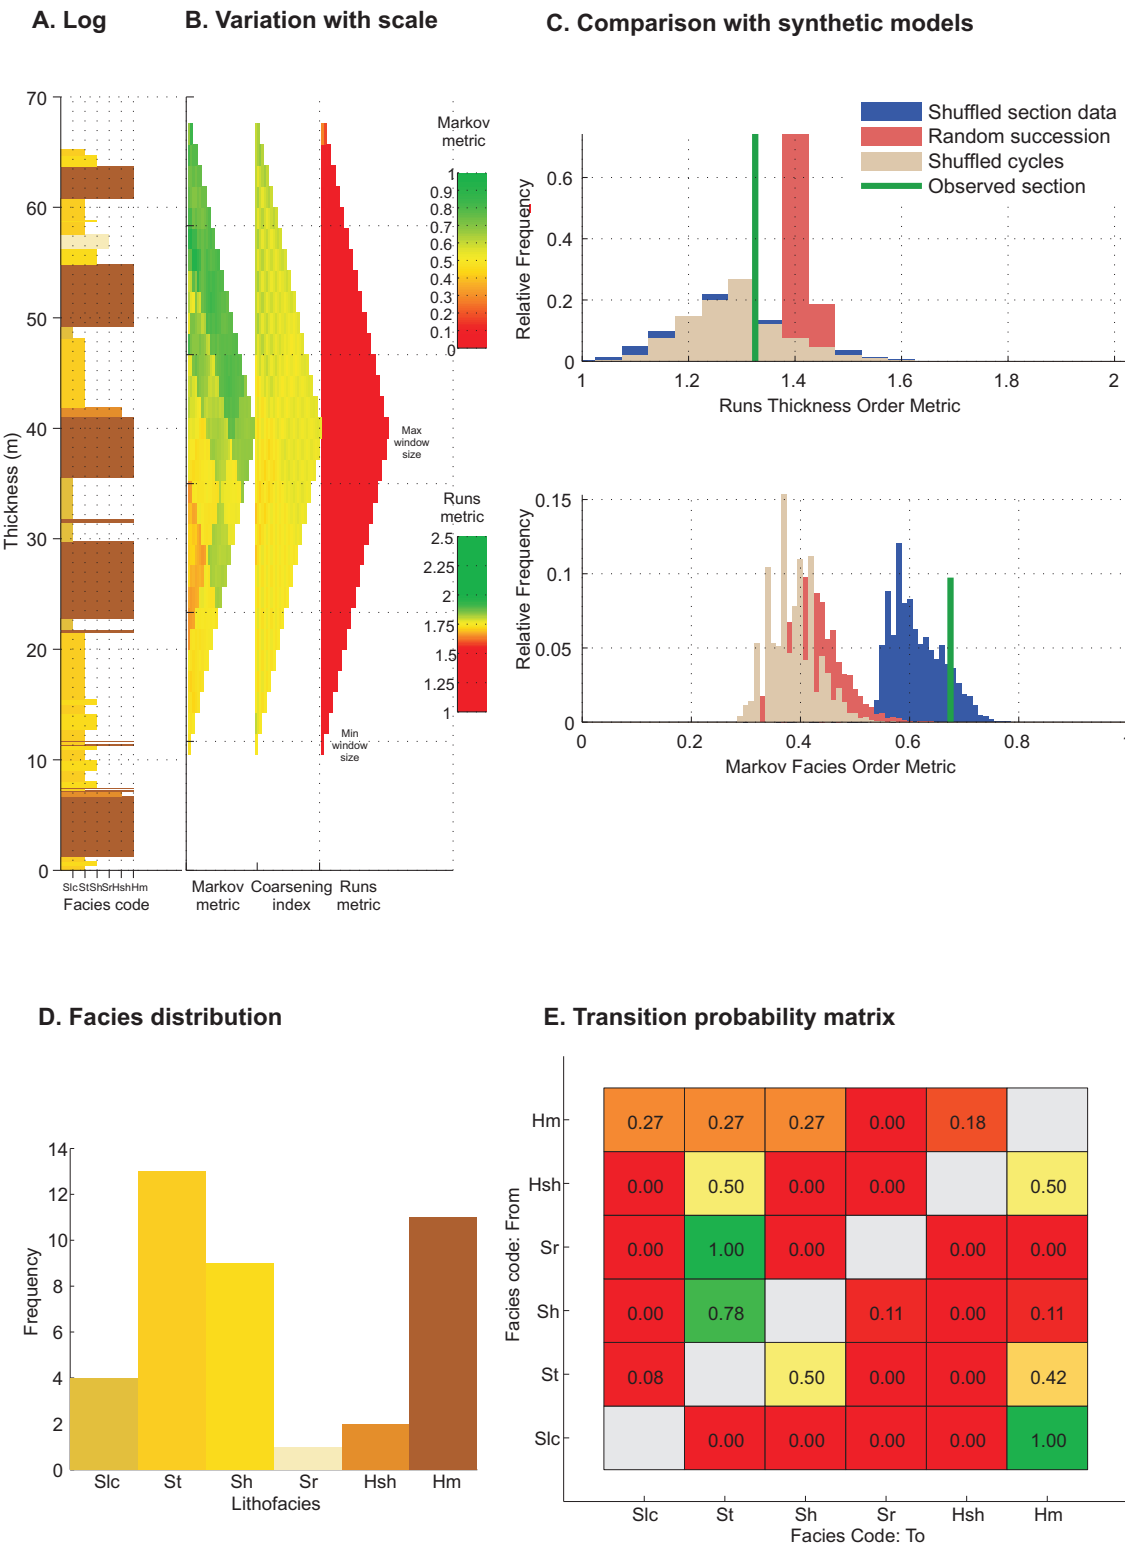 A. Log
B. Variation with scale
C. Comparison with synthetic models
70
60
50
40
30
20
10
0
Thickness (m)
SlcStShSrHshHm
Facies code
Markov
metric
1
0.9
0.8
0.7
0.6
0.5
0.4
0.3
0.2
0.1
0
Max
window
size
Runs
metric
2.5
2.25
2
1.75
1.5
1.25
1
Min
window
size
Markov
metric
Coarsening
index
Runs
metric
Shuffled section data
Random succession
Shuffled cycles
Observed section
Relative Frequency
0.6
0.4
0.2
0
1 1.2 1.4 1.6 1.8 2
Runs Thickness Order Metric
Relative Frequency
0.15
0.1
0.05
0
0 0.2 0.4 0.6 0.8 1
Markov Facies Order Metric
D. Facies distribution
14
12
10
8
6
4
2
0
Frequency
Slc St Sh Sr Hsh Hm
Lithofacies
E. Transition probability matrix
Facies code: From
Hm 0.27 0.27 0.27 0.00 0.18
Hsh 0.00 0.50 0.00 0.00 0.50
Sr 0.00 1.00 0.00 0.00 0.00
Sh 0.00 0.78 0.11 0.00 0.11
St 0.08 0.50 0.00 0.00 0.42
Slc 0.00 0.00 0.00 0.00 1.00
Slc St Sh Sr Hsh Hm
Facies Code: To